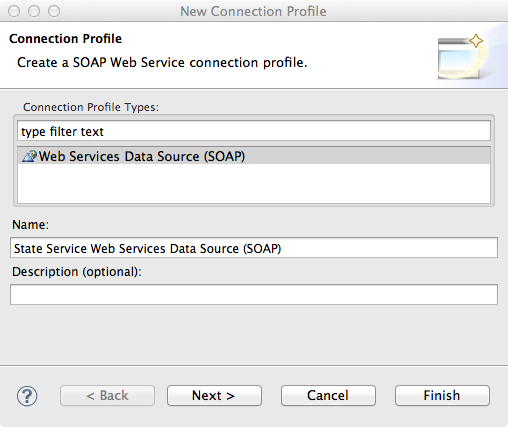 New Connection Profile
Connection Profile
Create a SOAP Web Service connection profile.
Connection Profile Types:
type filter text
Web Services Data Source (SOAP)
Name:
State Service Web Services Data Source (SOAP)
Description (optional):
?
< Back
Next >
Cancel
Finish